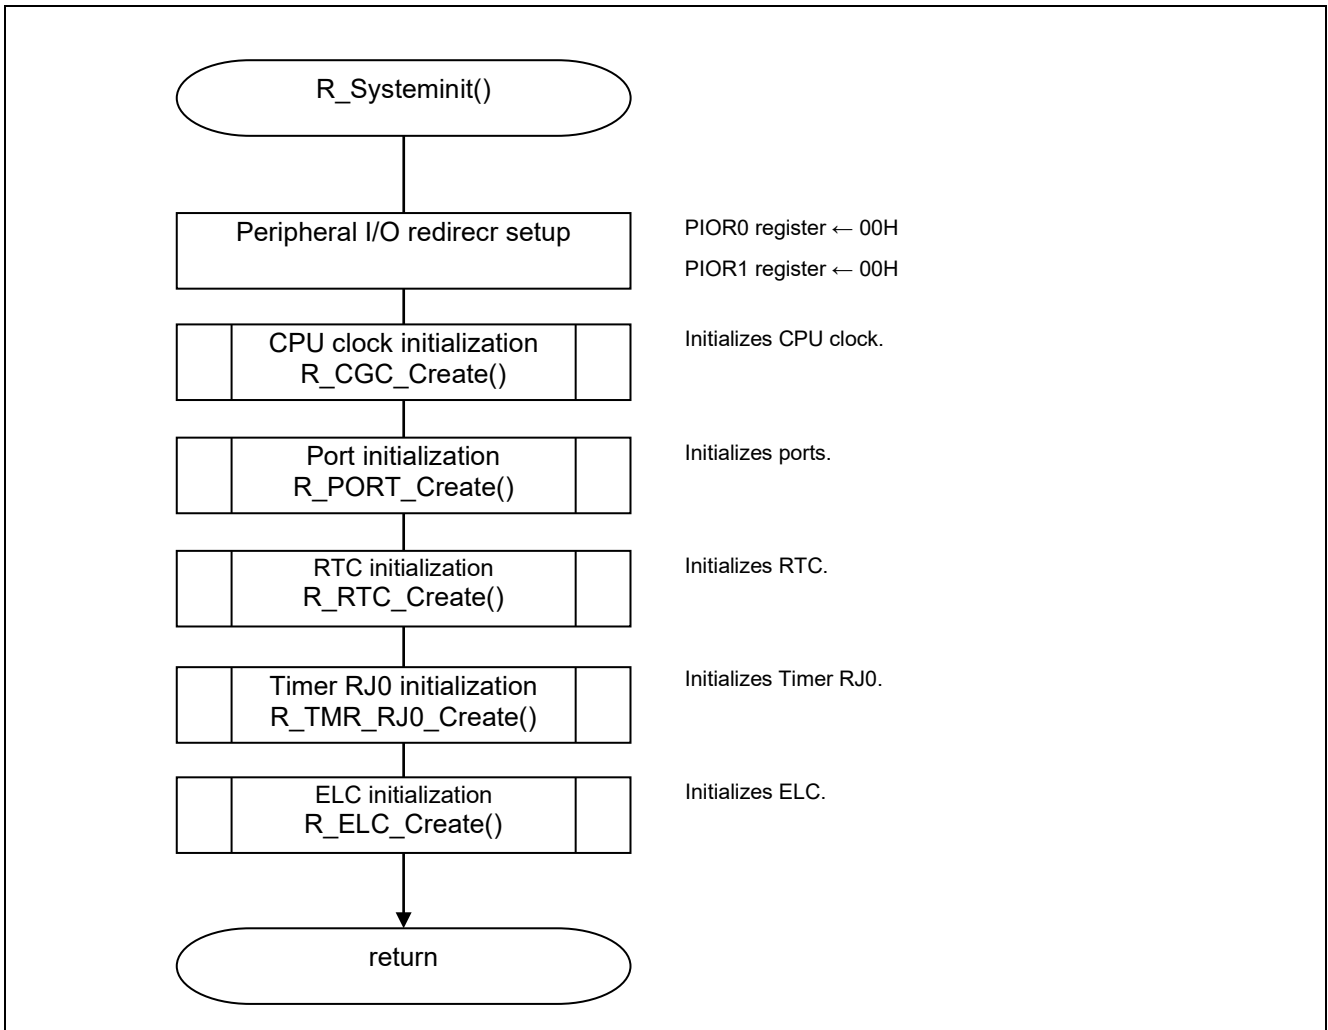 R_Systeminit()
Peripheral I/O redirecr setup
PIOR0 register ← 00H
PIOR1 register ← 00H
CPU clock initialization
R_CGC_Create()
Initializes CPU clock.
Port initialization
R_PORT_Create()
Initializes ports.
RTC initialization
R_RTC_Create()
Initializes RTC.
Timer RJ0 initialization
R_TMR_RJ0_Create()
Initializes Timer RJ0.
ELC initialization
R_ELC_Create()
Initializes ELC.
return